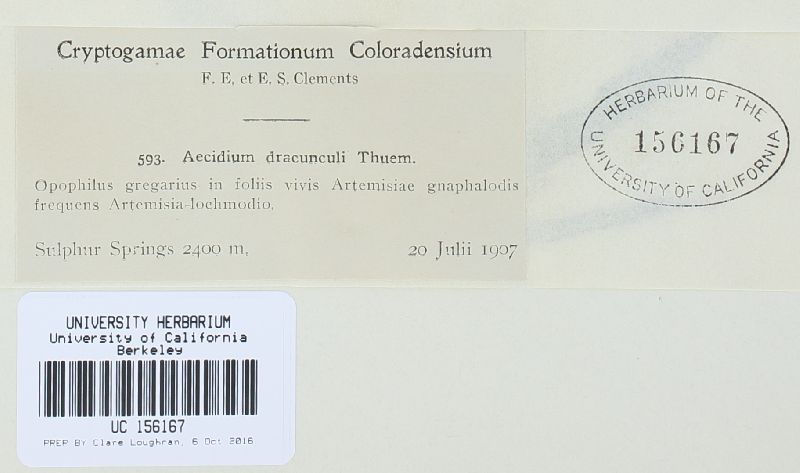 Cryptogamae Formationum Coloradensium
F. E. et E. S. Clements
593. Aecidium dracunculi Thuem.
Opophilus gregarius in foliis vivis Artemisiae gnaphalodis
frequens Artemisia-lochmodio.
Sulphur Springs 2400 m. 20 Julii 1907
HERBARIUM OF THE
156167
UNIVERSITY OF CALIFORNIA
UNIVERSITY HERBARIUM
University of California
Berkeley
UC 156167
PREP BY Clare Loughran, 6 Oct 2016